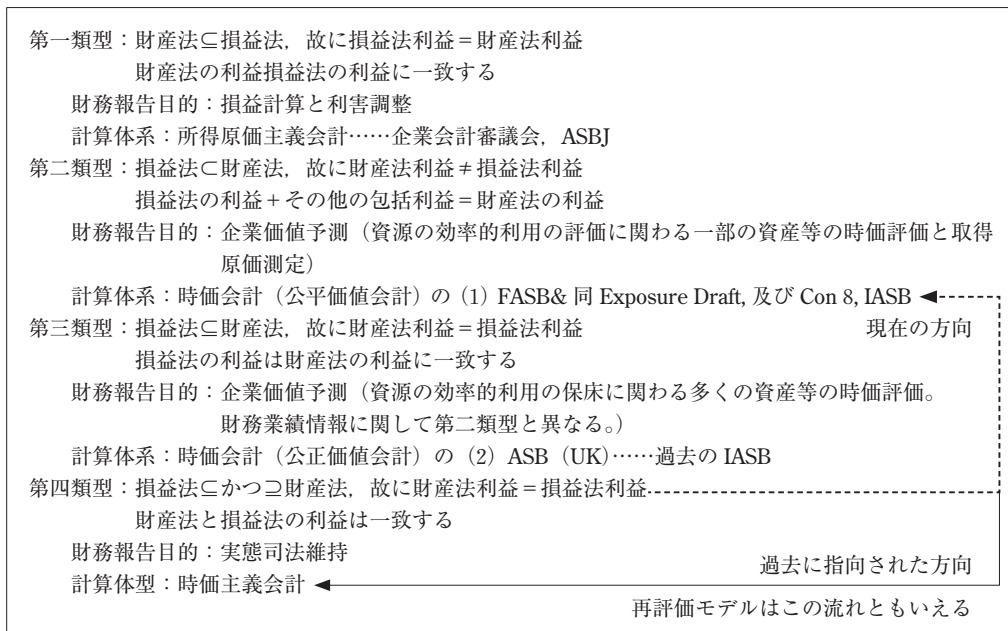 第一類型：財産法⊆損益法，故に損益法利益＝財産法利益
財産法の利益損益法の利益に一致する
財務報告目的：損益計算と利害調整
計算体系：所得原価主義会計……企業会計審議会，ASBJ
第二類型：損益法⊂財産法，故に財産法利益≠損益法利益
損益法の利益＋その他の包括利益＝財産法の利益
財務報告目的：企業価値予測（資源の効率的利用の評価に関わる一部の資産等の時価評価と取得
原価測定）
計算体系：時価会計（公平価値会計）の（1）FASB& 同 Exposure Draft, 及び Con 8, IASB
第三類型：損益法⊆財産法，故に財産法利益＝損益法利益
現在の方向
損益法の利益は財産法の利益に一致する
財務報告目的：企業価値予測（資源の効率的利用の保床に関わる多くの資産等の時価評価。
財務業績情報に関して第二類型と異なる。）
計算体系：時価会計（公正価値会計）の（2）ASB（UK）……過去の IASB
第四類型：損益法⊆かつ⊇財産法，故に財産法利益＝損益法利益
財産法と損益法の利益は一致する
財務報告目的：実態司法維持
過去に指向された方向
計算体型：時価主義会計
再評価モデルはこの流れともいえる